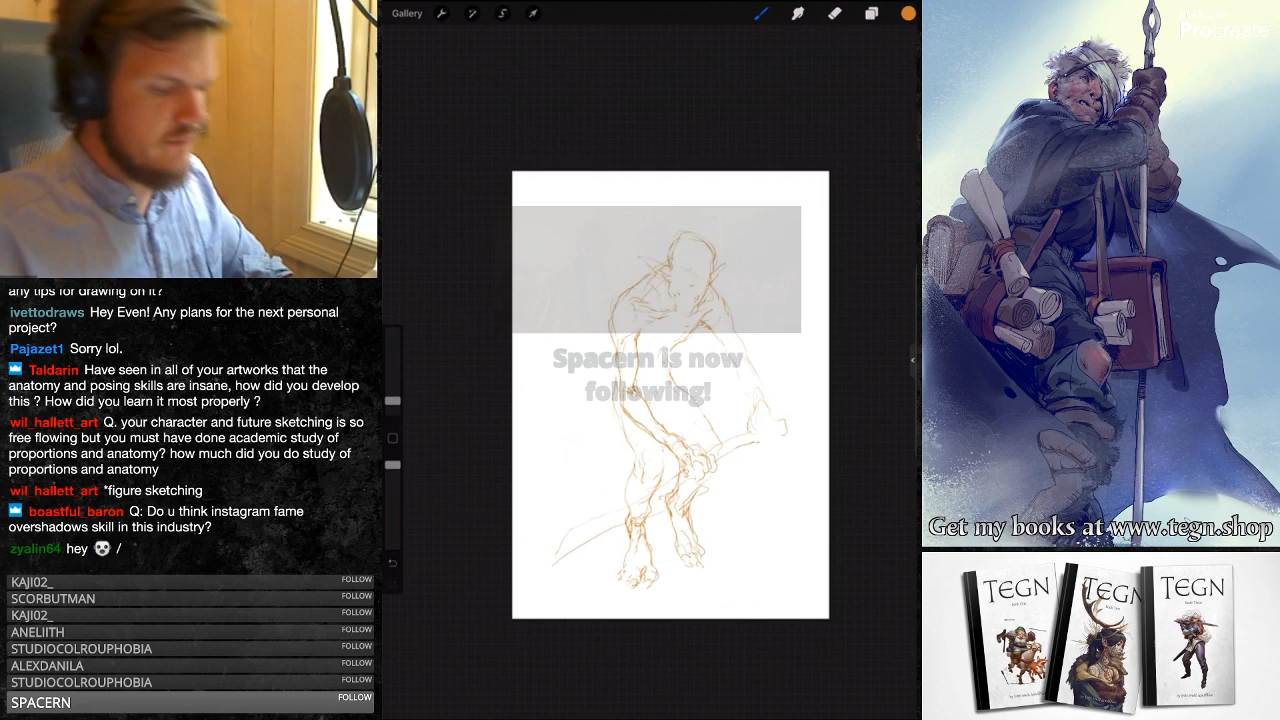 Gallery
any tips for drawing on it?
ivettodraws Hey Even! Any plans for the next personal
project?
Pajazet1 Sorry lol.
Taldarin Have seen in all of your artworks that the
anatomy and posing skills are insane, how did you develop
this ? How did you learn it most properly ?
wil_hallett_art Q. your character and future sketching is so
free flowing but you must have done academic study of
proportions and anatomy? how much did you do study of
proportions and anatomy
wil_hallett_art *figure sketching
boastful_baron Q: Do u think instagram fame
overshadows skill in this industry?
zyalin64 hey /
KAJI02_ FOLLOW
SCORBUTMAN FOLLOW
KAJI02_ FOLLOW
ANELIITH FOLLOW
STUDIOCOLROUPHOBIA FOLLOW
ALEXDANILA FOLLOW
STUDIOCOLROUPHOBIA FOLLOW
SPACERN FOLLOW
Spacern is now
following!
Procreate
Get my books at www.tegn.shop
TEGN
TEGN
TEGN